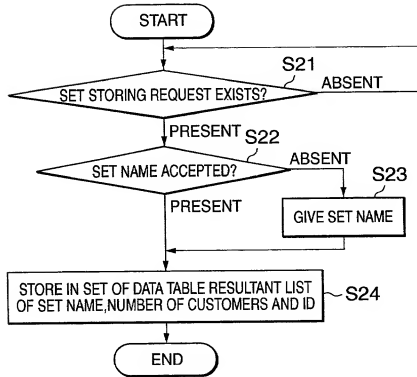 START
S21
SET STORING REQUEST EXISTS?
ABSENT
PRESENT
S22
SET NAME ACCEPTED?
ABSENT
S23
PRESENT
GIVE SET NAME
STORE IN SET OF DATA TABLE RESULTANT LIST
OF SET NAME,NUMBER OF CUSTOMERS AND ID
S24
END